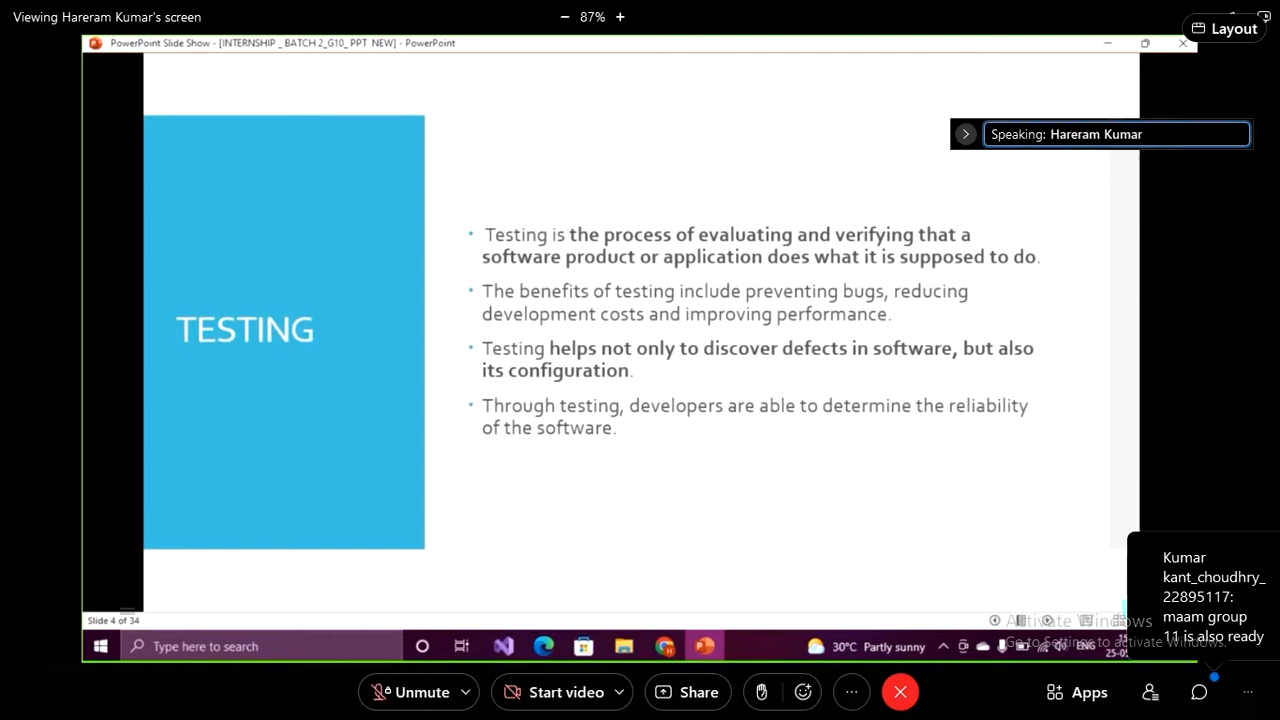 Viewing Hareram Kumar's screen
− 87% +
Layout
PowerPoint Slide Show - [INTERNSHIP _ BATCH 2_G10_ PPT NEW] - PowerPoint
Speaking: Hareram Kumar
TESTING
• Testing is the process of evaluating and verifying that a
software product or application does what it is supposed to do.
• The benefits of testing include preventing bugs, reducing
development costs and improving performance.
• Testing helps not only to discover defects in software, but also
its configuration.
• Through testing, developers are able to determine the reliability
of the software.
Kumar
kant_choudhry_
22895117:
maam group
11 is also ready
Slide 4 of 34
Activate Windows
Go to Settings to activate Windows.
Type here to search
30°C Partly sunny
ENG
Unmute
Start video
Share
Apps